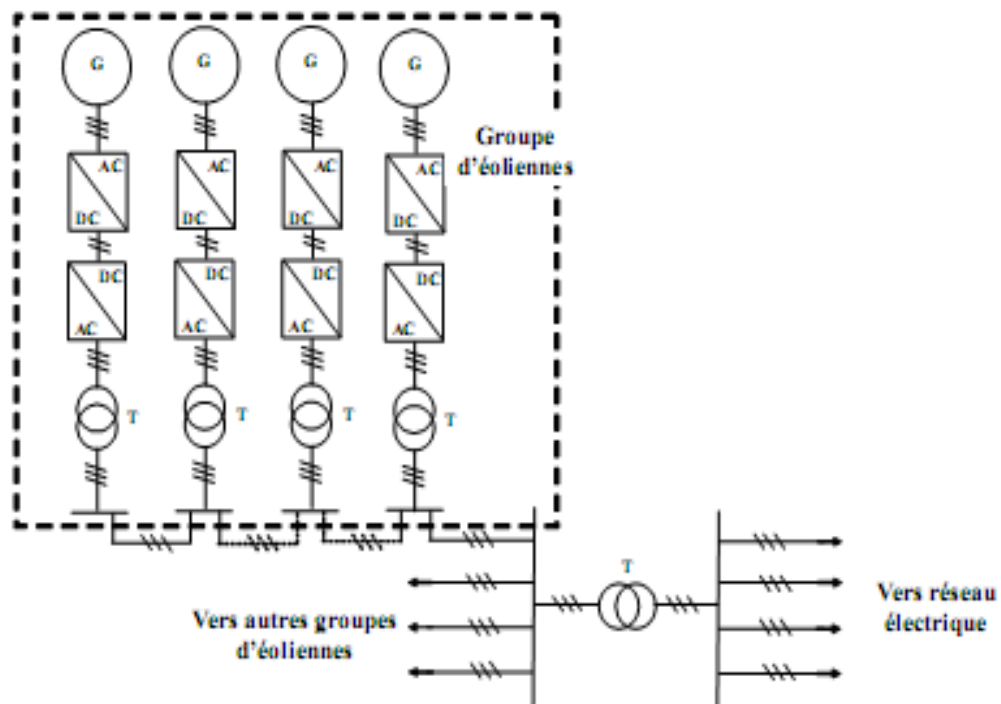 G G G G
Groupe
d'éoliennes
AC AC AC AC
DC DC DC DC
DC DC DC DC
AC AC AC AC
T T T T
T
Vers autres groupes
d'éoliennes
Vers réseau
électrique